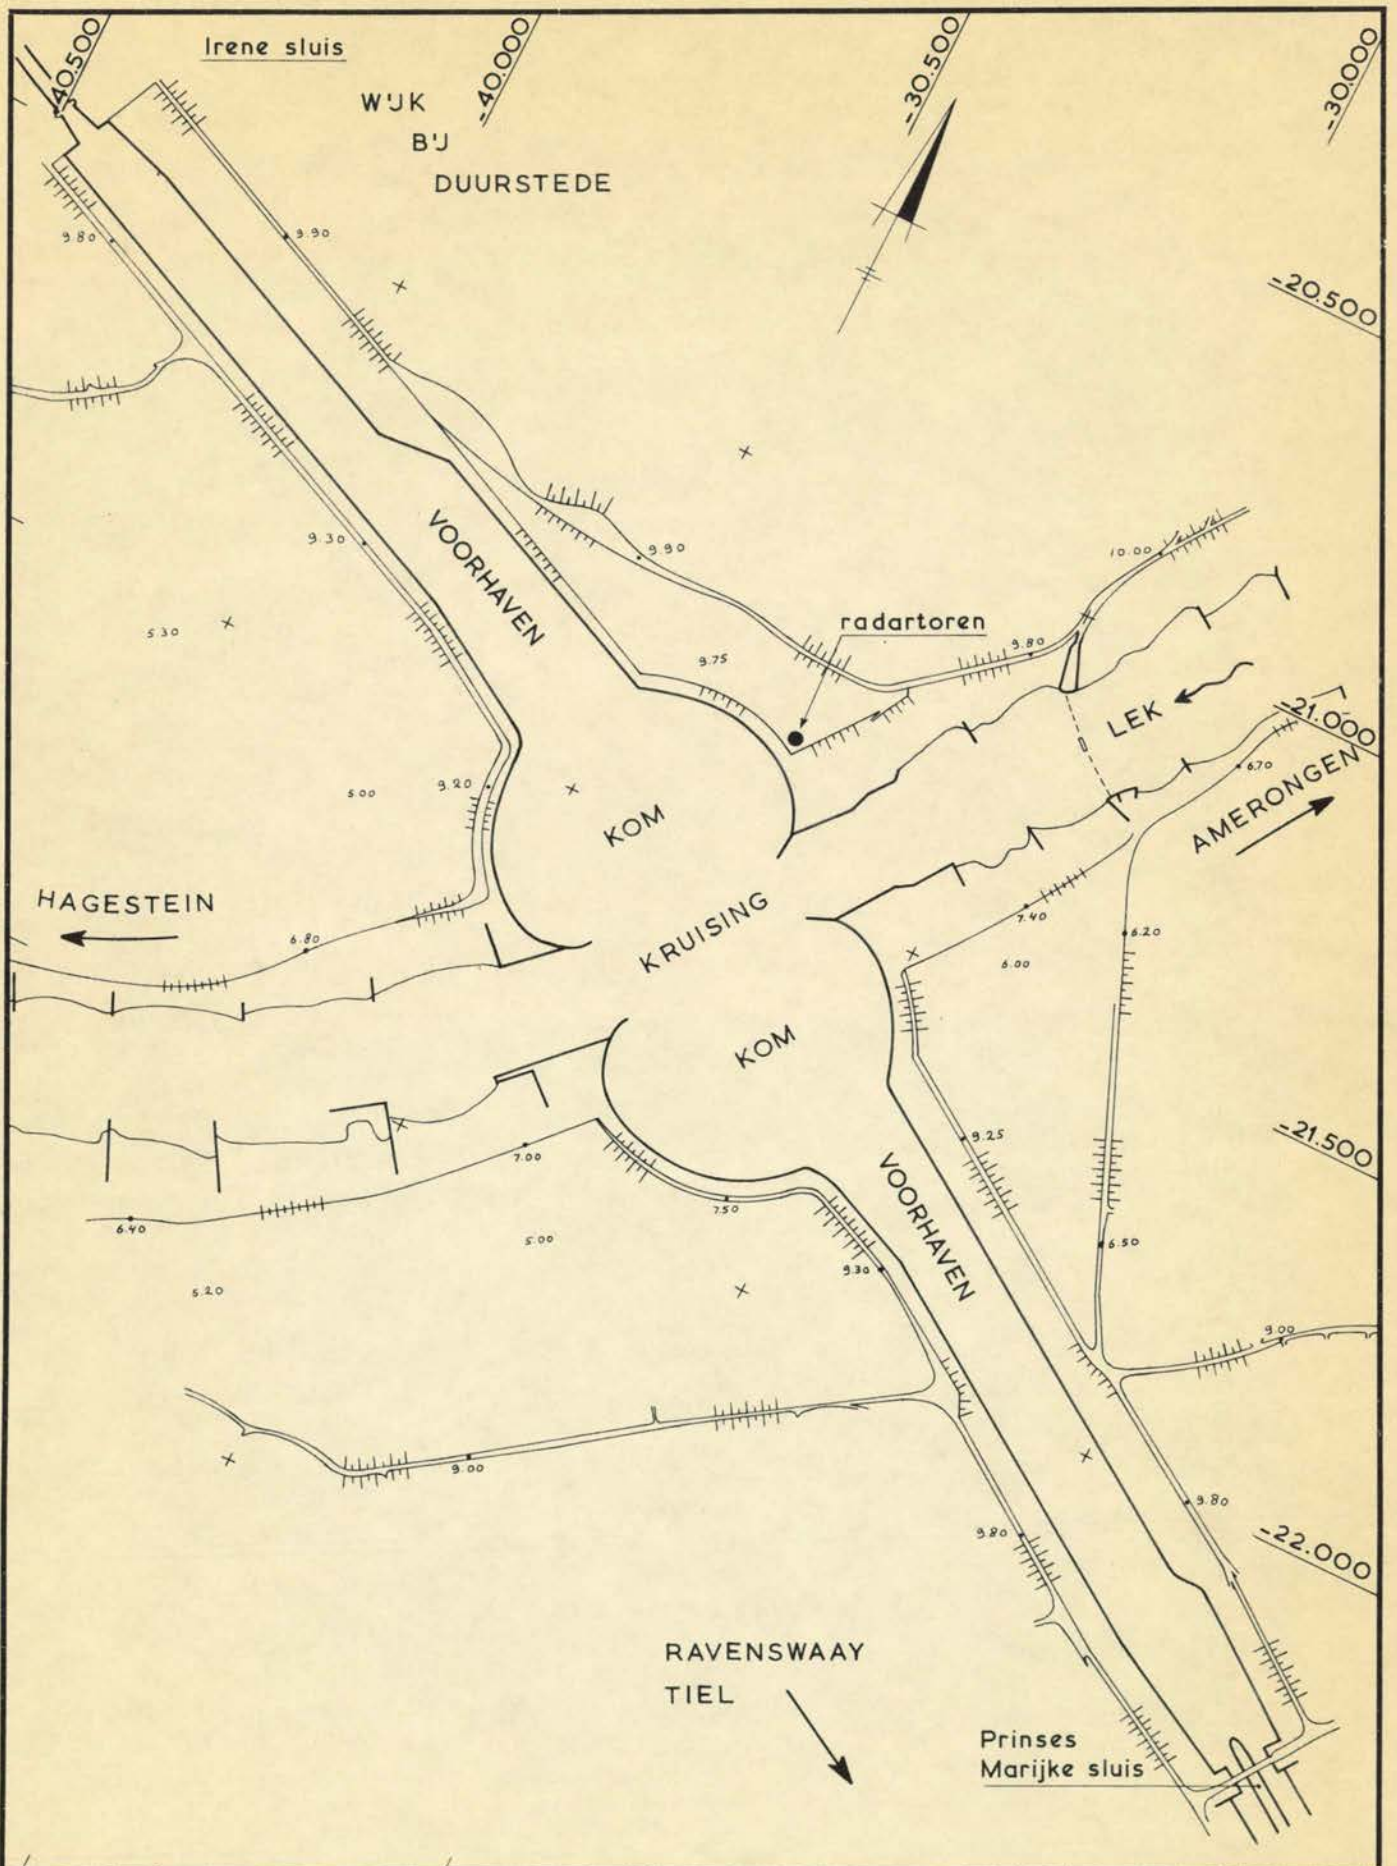 -40.500
Irene sluis
-40.000
-30.500
-30.000
W'JK
B'J
DUURSTEDE
9.80
9.90
-20.500
9.30
VOORHAVEN
9.90
10.00
5.30
radartoren
9.75
9.80
LEK
-21.000
6.70
5.00
9.20
KOM
AMERONGEN
HAGESTEIN
6.80
KRUISING
7.40
6.20
6.00
KOM
9.25
-21.500
7.00
VOORHAVEN
7.50
6.40
5.00
9.30
6.50
5.20
9.00
9.00
9.80
9.80
-22.000
RAVENSWAAY
TIEL
Prinses
Marijke sluis